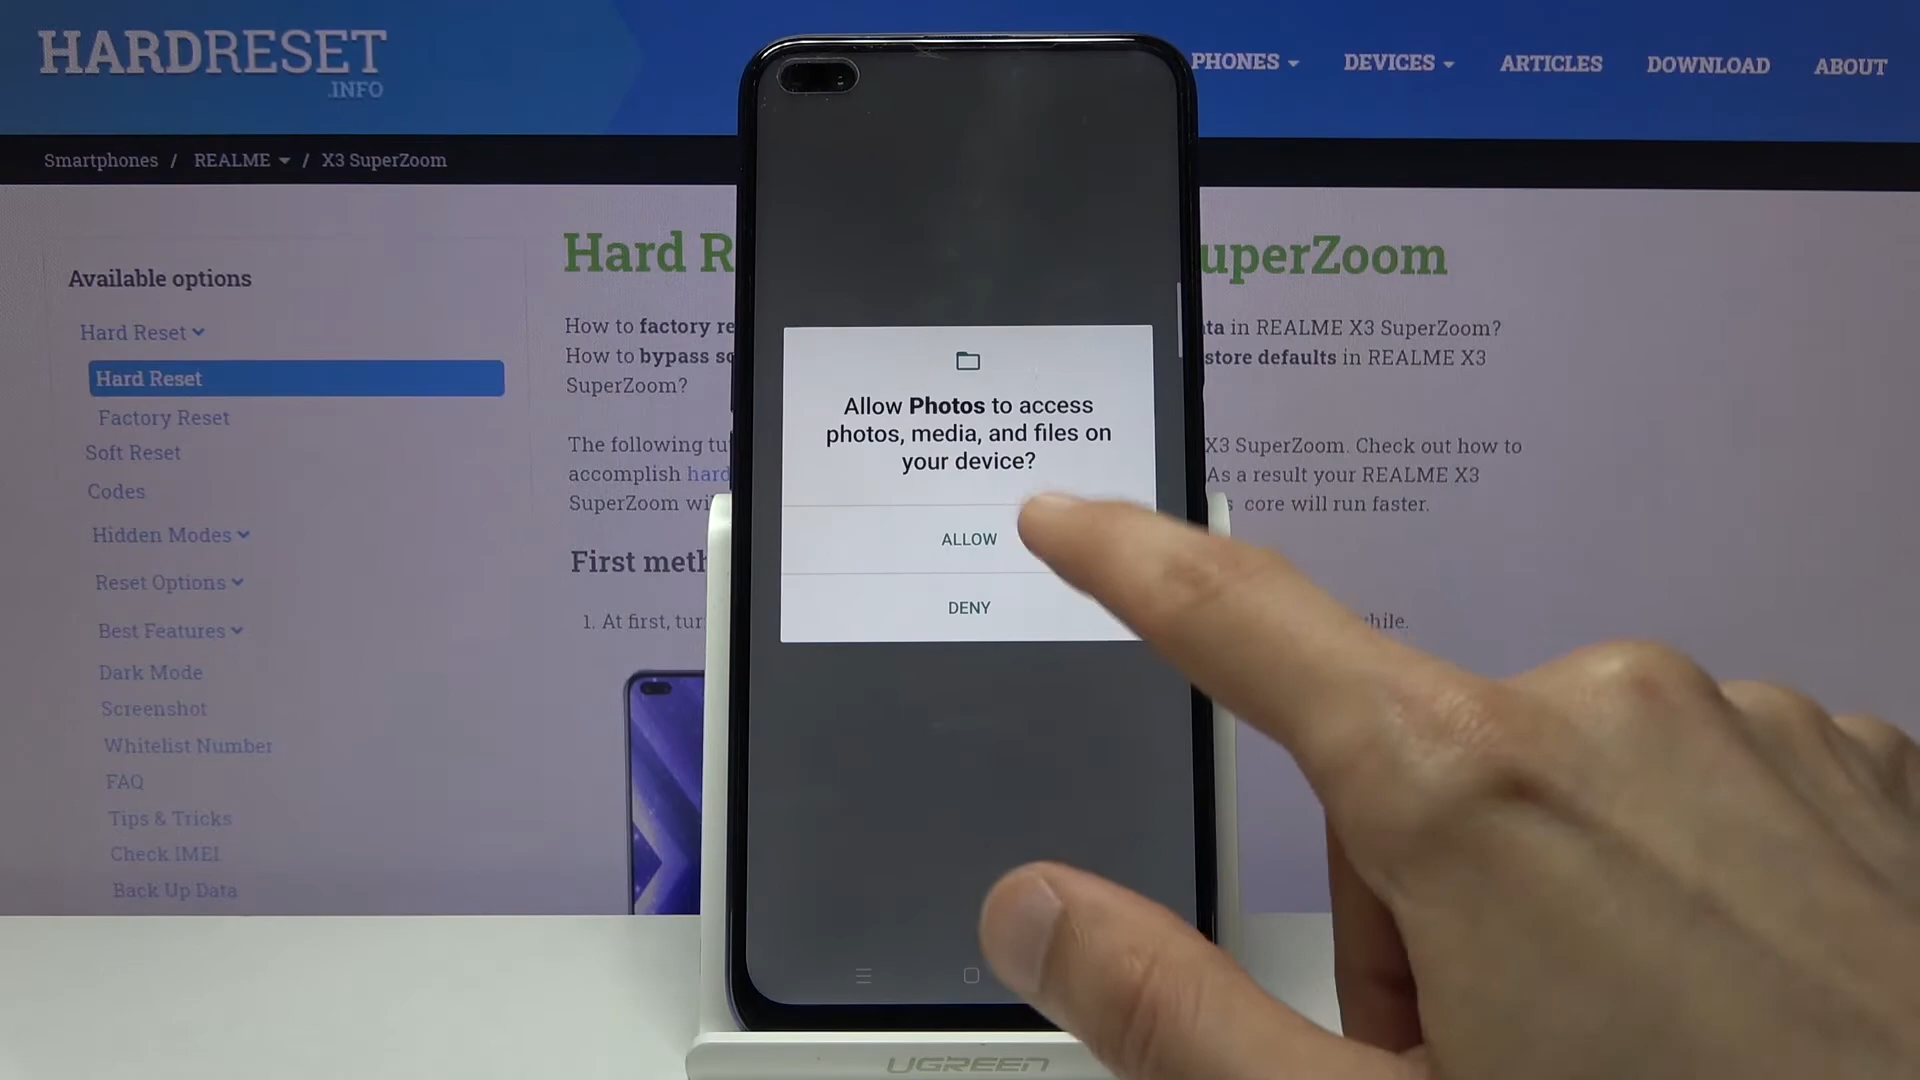 HARDRESET
.INFO
PHONES
DEVICES
ARTICLES
DOWNLOAD
ABOUT
Smartphones / REALME / X3 SuperZoom
Available options
Hard Reset
Hard Reset
Factory Reset
Soft Reset
Codes
Hidden Modes
Reset Options
Best Features
Dark Mode
Screenshot
Whitelist Number
FAQ
Tips & Tricks
Check IMEI
Back Up Data
Hard R uperZoom
How to factory re ta in REALME X3 SuperZoom?
How to bypass sc store defaults in REALME X3
SuperZoom?
The following tu X3 SuperZoom. Check out how to
accomplish hard As a result your REALME X3
SuperZoom wi core will run faster.
First meth
1. At first, tur hile.
Allow Photos to access
photos, media, and files on
your device?
ALLOW
DENY
UGREEN